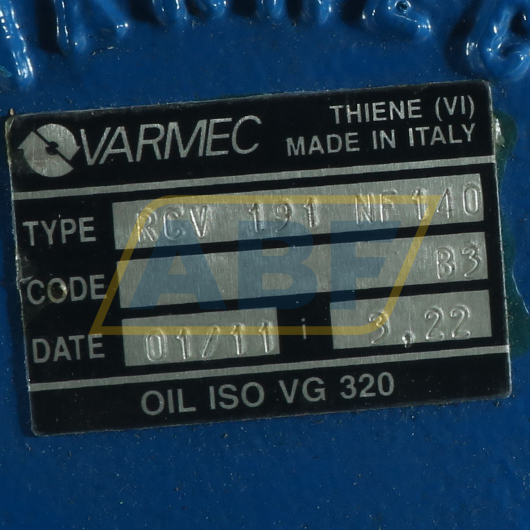 VARMEC
THIENE (VI)
MADE IN ITALY
TYPE RCV 191 NF140
CODE B3
DATE 01/11 i 3,22
OIL ISO VG 320
ABF